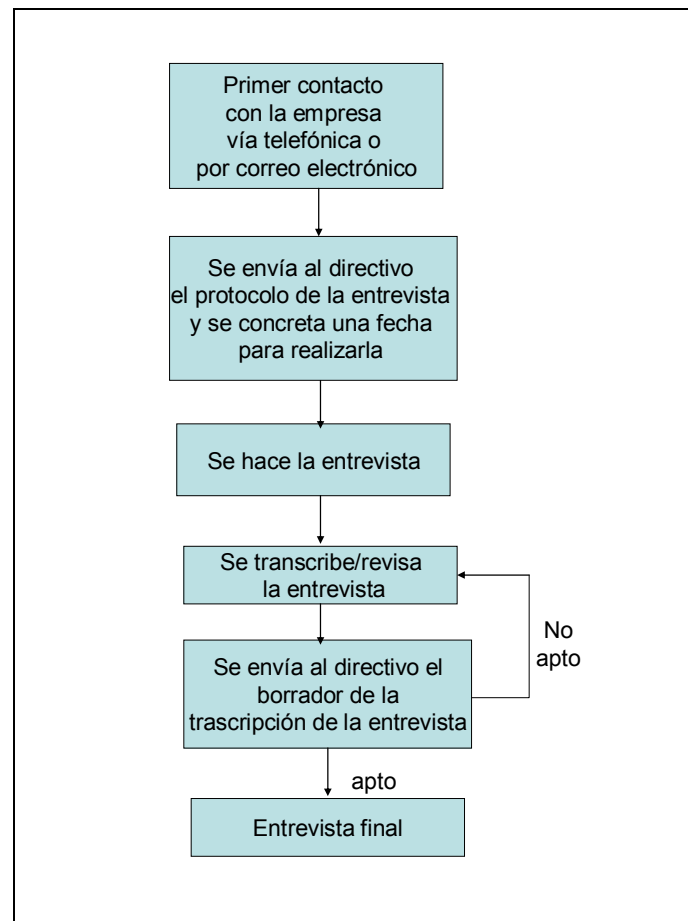 Primer contacto
con la empresa
vía telefónica o
por correo electrónico
Se envía al directivo
el protocolo de la entrevista
y se concreta una fecha
para realizarla
Se hace la entrevista
Se transcribe/revisa
la entrevista
No
apto
Se envía al directivo el
borrador de la
trascripción de la entrevista
apto
Entrevista final